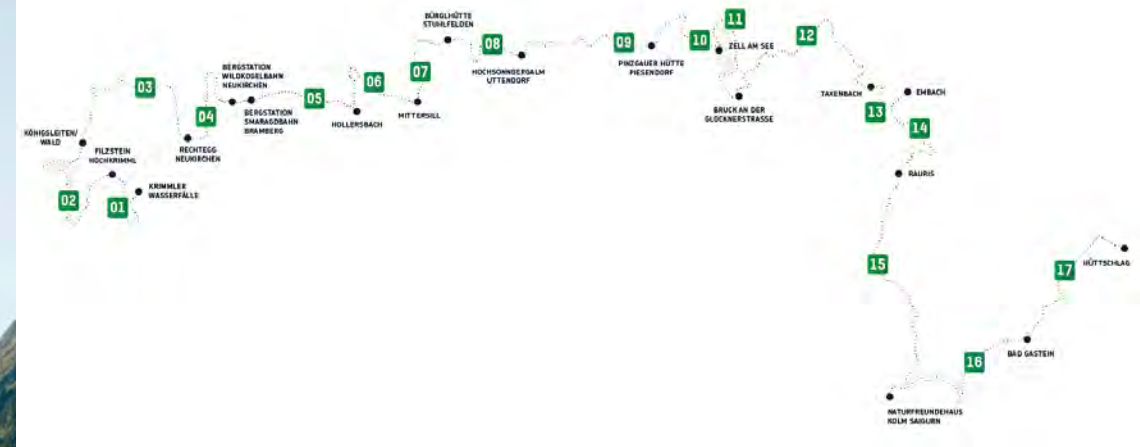 BÜRGLHÜTTE
STUHLFELDEN
11
08
12
10
ZELL AM SEE
09
PINZGAUER HÜTTE
PIESENDORF
HOCHSONNBERGALM
UTTENDORF
BERGSTATION
WILDKOGELBAHN
NEUKIRCHEN
06
07
03
TAXENBACH
EMBACH
05
BERGSTATION
SMARAGDBAHN
BRAMBERG
MITTERSILL
HOLLERSBACH
BRUCK AN DER
GLOCKNERSTRASSE
04
13
14
KÖNIGSLEITEN/
WALD
FILZSTEIN
HOCHKRIMML
RECHTEGG
NEUKIRCHEN
RAURIS
KRIMMLER
WASSERFÄLLE
02
01
15
17
HÜTTSCHLAG
16
BAD GASTEIN
NATURFREUNDEHAUS
KOLM SAIGURN